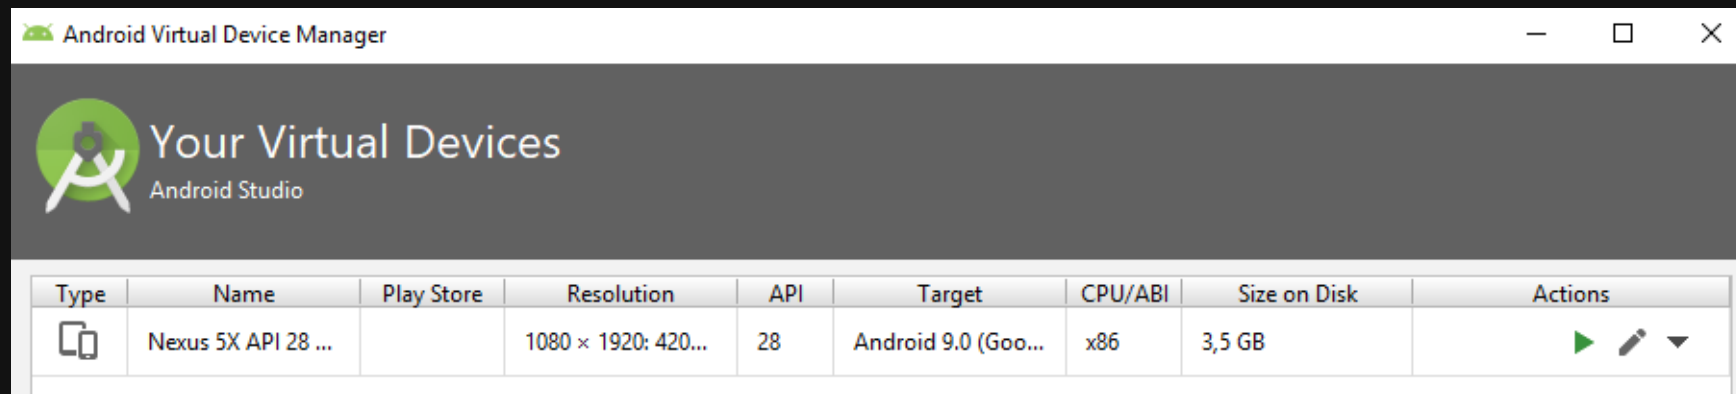 Android Virtual Device Manager
Your Virtual Devices
Android Studio
Type Name Play Store Resolution API Target CPU/ABI Size on Disk Actions
Nexus 5X API 28 ... 1080 × 1920: 420... 28 Android 9.0 (Goo... x86 3,5 GB